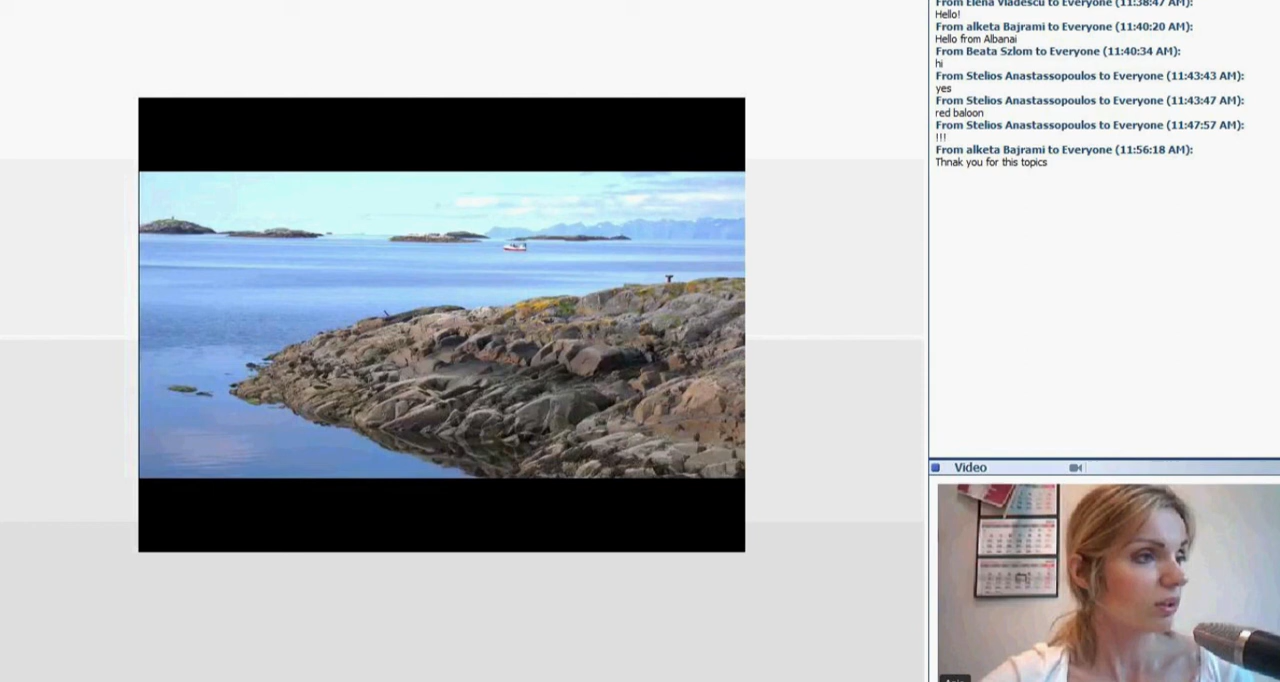 From Elena Vladescu to Everyone (11:38:47 AM):
Hello!
From alketa Bajrami to Everyone (11:40:20 AM):
Hello from Albanai
From Beata Szlom to Everyone (11:40:34 AM):
hi
From Stelios Anastassopoulos to Everyone (11:43:43 AM):
yes
From Stelios Anastassopoulos to Everyone (11:43:47 AM):
red baloon
From Stelios Anastassopoulos to Everyone (11:47:57 AM):
!!!
From alketa Bajrami to Everyone (11:56:18 AM):
Thnak you for this topics
Video